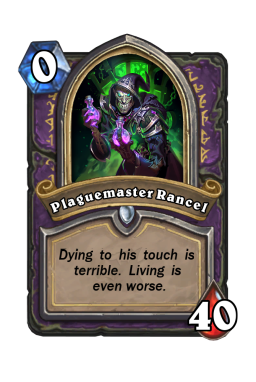 0
Plaguemaster Rancel
Dying to his touch is
terrible. Living is
even worse.
40